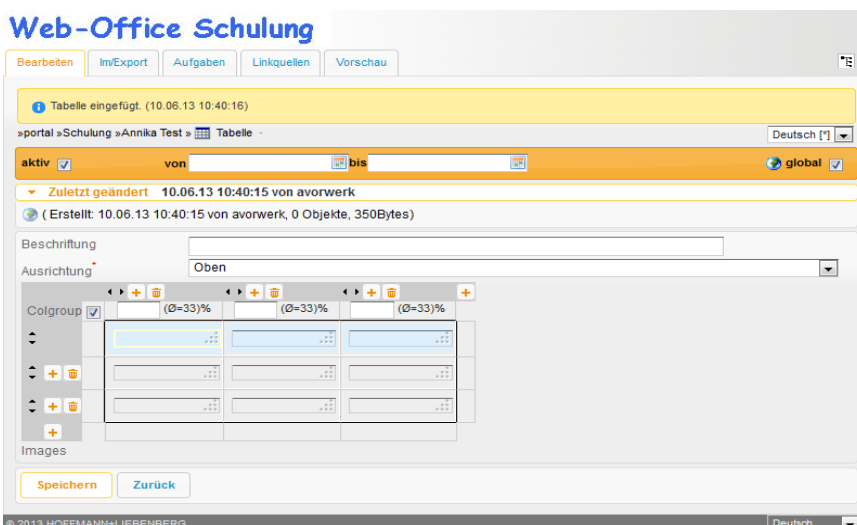 Web-Office Schulung
Bearbeiten Im/Export Aufgaben Linkquellen Vorschau
Tabelle eingefügt. (10.06.13 10:40:16)
»portal »Schulung »Annika Test » Tabelle
Deutsch [*]
aktiv von bis global
Zuletzt geändert 10.06.13 10:40:15 von avorwerk
( Erstellt: 10.06.13 10:40:15 von avorwerk, 0 Objekte, 350Bytes)
Beschriftung
Ausrichtung* Oben
Colgroup (Ø=33)% (Ø=33)% (Ø=33)%
Images
Speichern Zurück
© 2013 HOFFMANN+LIEBENBERG Deutsch